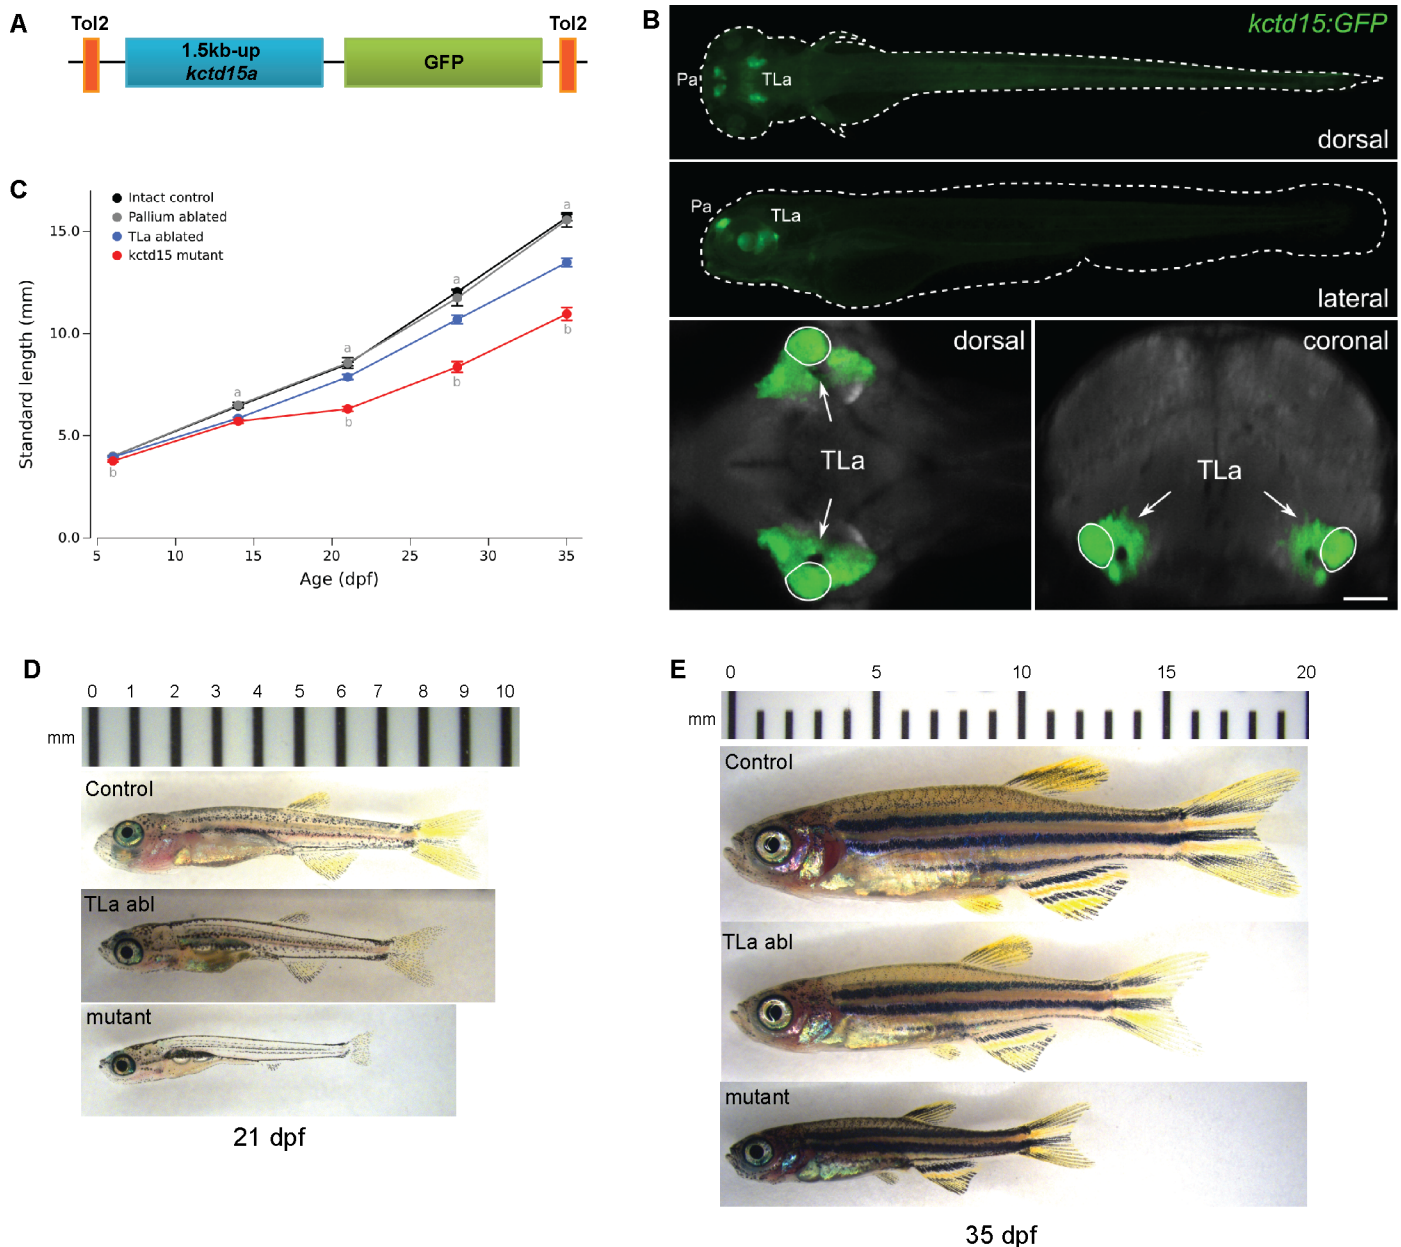 A
Tol2
Tol2
1.5kb-up
kctd15a
GFP
B
kctd15:GFP
Pa
TLa
dorsal
Pa
TLa
lateral
dorsal
TLa
coronal
TLa
C
Intact control
Pallium ablated
TLa ablated
kctd15 mutant
Standard length (mm)
15.0
10.0
5.0
0.0
a
a
a
a
b
b
b
b
5
10
15
20
25
30
35
Age (dpf)
D
0 1 2 3 4 5 6 7 8 9 10
mm
Control
TLa abl
mutant
21 dpf
E
0 5 10 15 20
mm
Control
TLa abl
mutant
35 dpf